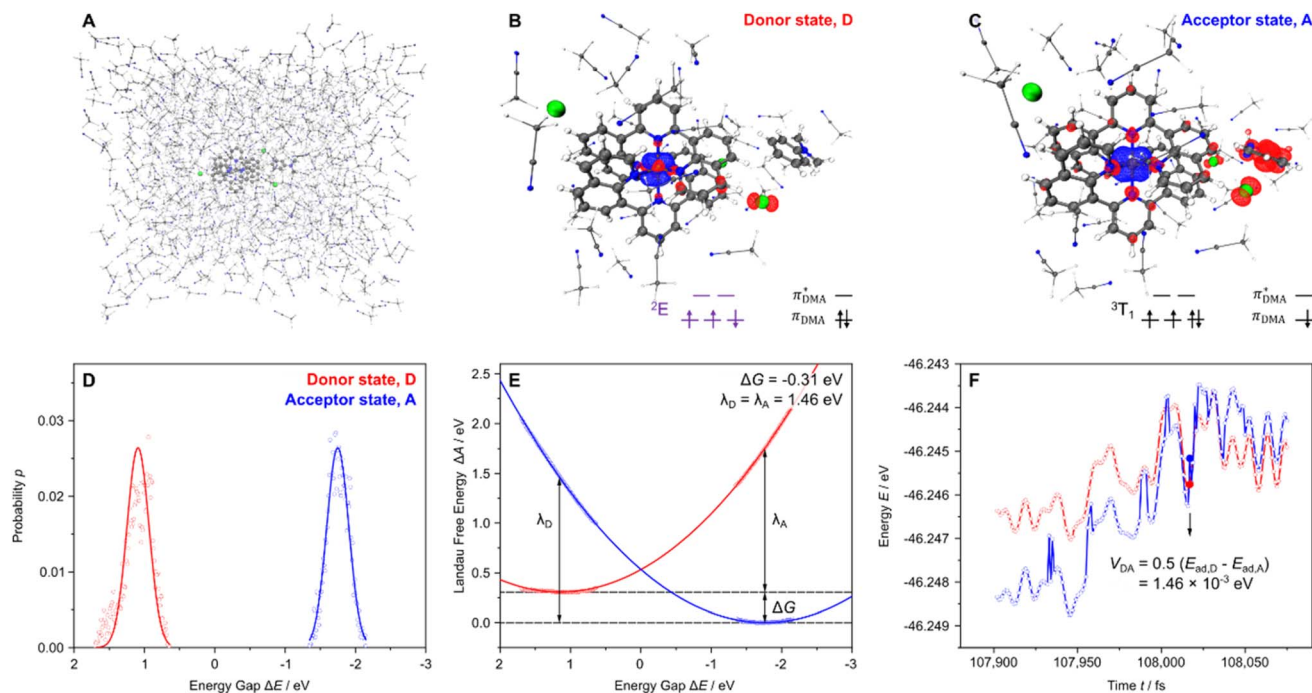 A
B
Donor state, D
²E
π*DMA
πDMA
C
Acceptor state, A
³T₁
π*DMA
πDMA
D
Donor state, D
Acceptor state, A
0.03
0.02
0.01
0.00
Probability p
2
1
0
-1
-2
-3
Energy Gap ΔE / eV
E
ΔG = -0.31 eV
λD = λA = 1.46 eV
2.5
2.0
1.5
1.0
0.5
0.0
Landau Free Energy ΔA / eV
λD
λA
ΔG
2
1
0
-1
-2
-3
Energy Gap ΔE / eV
F
-46.243
-46.244
-46.245
-46.246
-46.247
-46.248
-46.249
Energy E / eV
VDA = 0.5 (Ead,D - Ead,A)
= 1.46 × 10⁻³ eV
107,900
107,950
108,000
108,050
Time t / fs